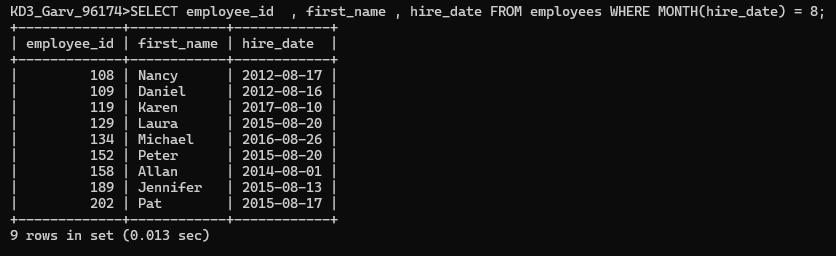 KD3_Garv_96174>SELECT employee_id  , first_name , hire_date FROM employees WHERE MONTH(hire_date) = 8;
+-------------+------------+------------+
| employee_id | first_name | hire_date  |
+-------------+------------+------------+
|         108 | Nancy      | 2012-08-17 |
|         109 | Daniel     | 2012-08-16 |
|         119 | Karen      | 2017-08-10 |
|         129 | Laura      | 2015-08-20 |
|         134 | Michael    | 2016-08-26 |
|         152 | Peter      | 2015-08-20 |
|         158 | Allan      | 2014-08-01 |
|         189 | Jennifer   | 2015-08-13 |
|         202 | Pat        | 2015-08-17 |
+-------------+------------+------------+
9 rows in set (0.013 sec)